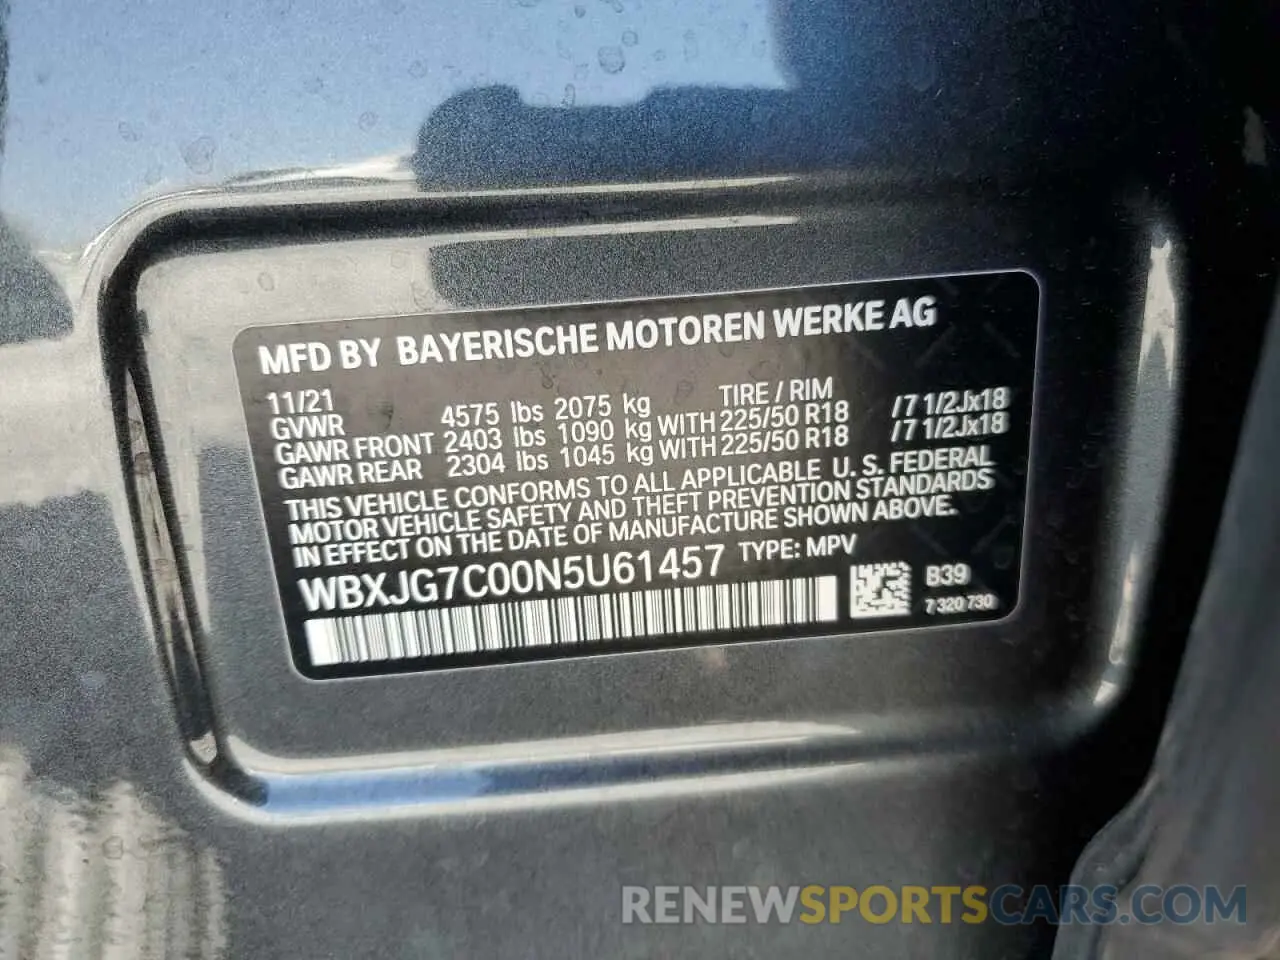 MFD BY BAYERISCHE MOTOREN WERKE AG
11/21 TIRE / RIM
GVWR 4575 lbs 2075 kg
GAWR FRONT 2403 lbs 1090 kg WITH 225/50 R18 /7 1/2Jx18
GAWR REAR 2304 lbs 1045 kg WITH 225/50 R18 /7 1/2Jx18
THIS VEHICLE CONFORMS TO ALL APPLICABLE U. S. FEDERAL
MOTOR VEHICLE SAFETY AND THEFT PREVENTION STANDARDS
IN EFFECT ON THE DATE OF MANUFACTURE SHOWN ABOVE.
WBXJG7C00N5U61457 TYPE: MPV
B39
7 320 730
RENEWSPORTSCARS.COM